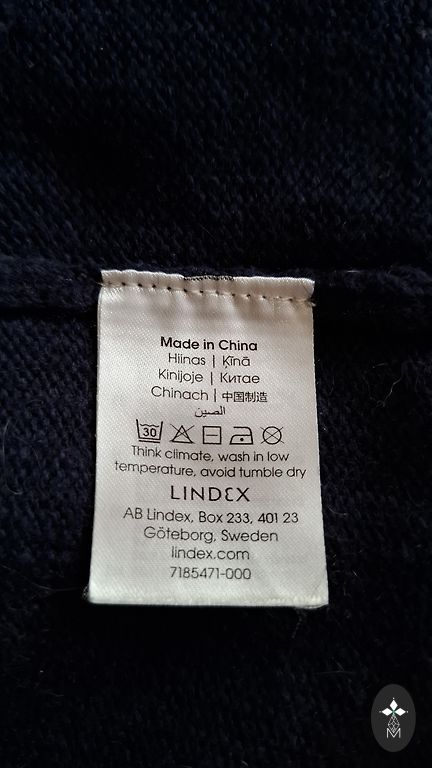 Made in China
Hiinas | Ķīnā
Kinijoje | Китае
Chinach | 中国制造
الصين
30
Think climate, wash in low
temperature, avoid tumble dry
LINDEX
AB Lindex, Box 233, 401 23
Göteborg, Sweden
lindex.com
7185471-000
M